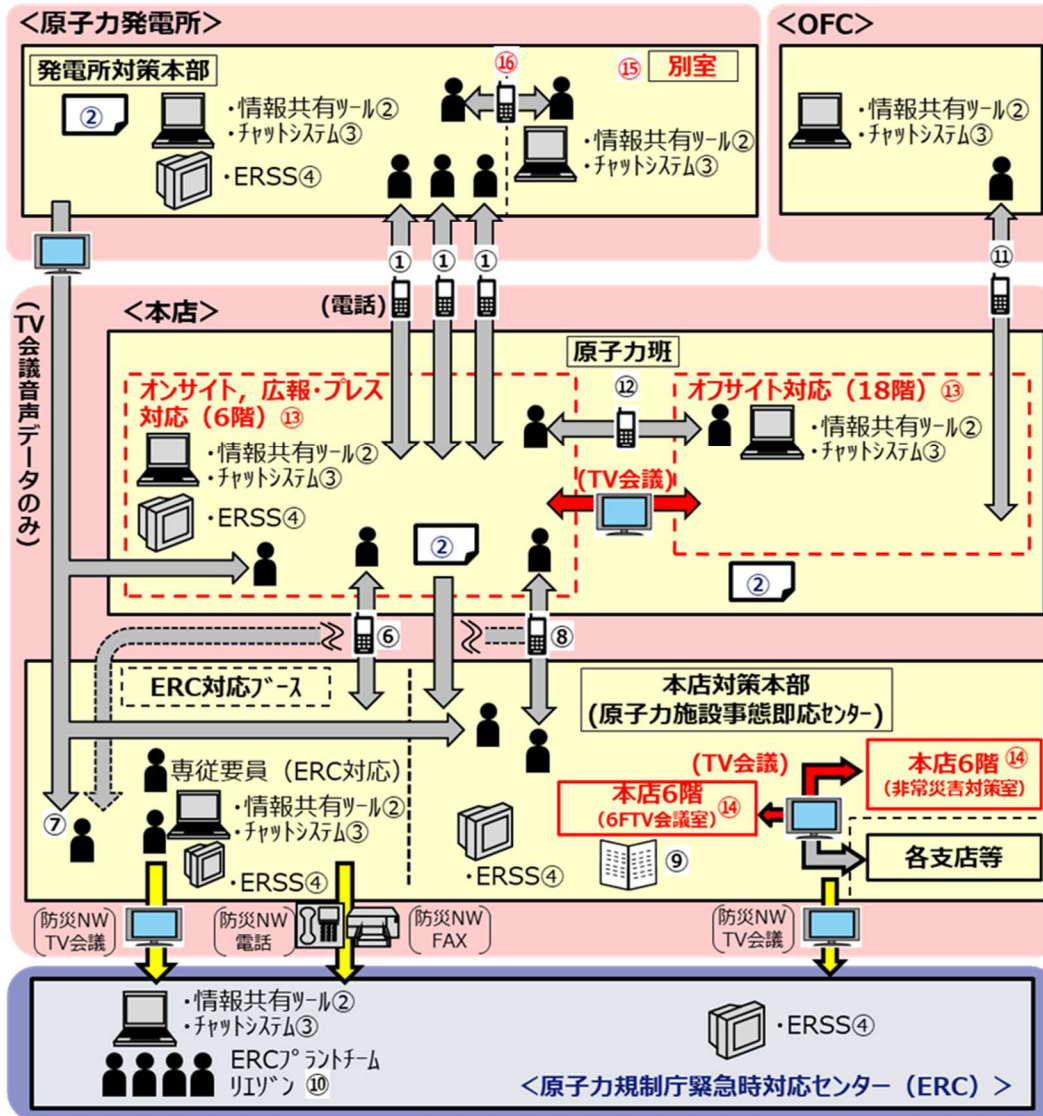 <原子力発電所>
発電所対策本部
②
・情報共有ツール②
・チャットシステム③
・ERSS④
⑯
⑮ 別室
・情報共有ツール②
・チャットシステム③
<OFC>
・情報共有ツール②
・チャットシステム③
①
①
①
⑪
(電話)
(TV会議音声データのみ)
<本店>
原子力班
オンサイト，広報・プレス
対応（6階）⑬
・情報共有ツール②
・チャットシステム③
・ERSS④
⑫
オフサイト対応（18階）⑬
・情報共有ツール②
・チャットシステム③
(TV会議)
②
②
⑥
⑧
ERC対応ブース
本店対策本部
(原子力施設事態即応センター)
専従要員（ERC対応）
・情報共有ツール②
・チャットシステム③
・ERSS④
⑦
・ERSS④
(TV会議)
本店6階 ⑭
(非常災害対策室)
本店6階
(6FTV会議室) ⑭
⑨
各支店等
防災NW
TV会議
防災NW
電話
防災NW
FAX
防災NW
TV会議
・情報共有ツール②
・チャットシステム③
ERCプラントチーム
リエゾン ⑩
・ERSS④
<原子力規制庁緊急時対応センター（ERC）>